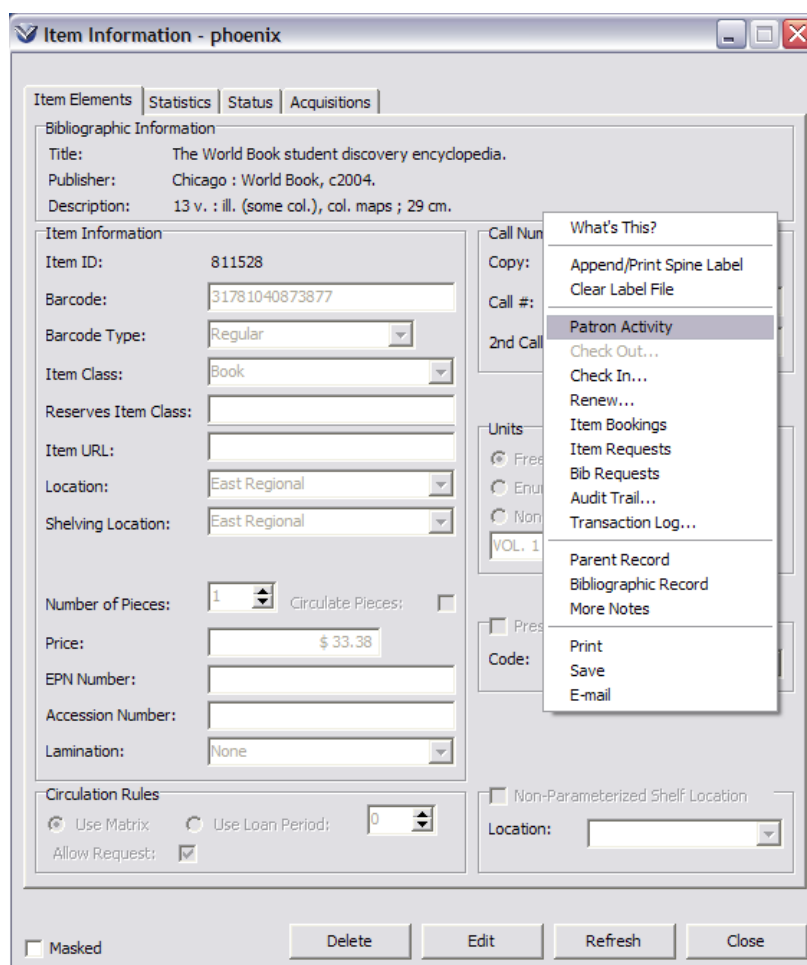 Item Information - phoenix
Item Elements Statistics Status Acquisitions
Bibliographic Information
Title: The World Book student discovery encyclopedia.
Publisher: Chicago : World Book, c2004.
Description: 13 v. : ill. (some col.), col. maps ; 29 cm.
Item Information
Item ID: 811528
Barcode: 31781040873877
Barcode Type: Regular
Item Class: Book
Reserves Item Class:
Item URL:
Location: East Regional
Shelving Location: East Regional
Number of Pieces: 1 Circulate Pieces:
Price: $ 33.38
EPN Number:
Accession Number:
Lamination: None
Circulation Rules
Use Matrix Use Loan Period: 0
Allow Request:
Call Num
Copy:
Call #:
2nd Call
Units
Free
Enu
Non
VOL. 1
Pres
Code:
Non-Parameterized Shelf Location
Location:
What's This?
Append/Print Spine Label
Clear Label File
Patron Activity
Check Out...
Check In...
Renew...
Item Bookings
Item Requests
Bib Requests
Audit Trail...
Transaction Log...
Parent Record
Bibliographic Record
More Notes
Print
Save
E-mail
Masked Delete Edit Refresh Close